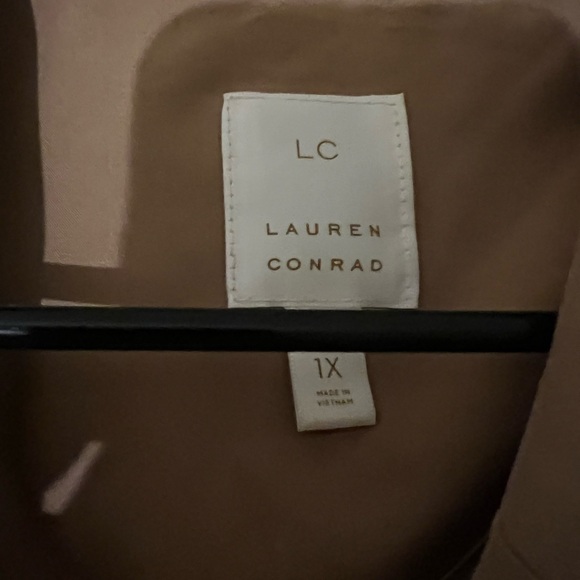 LC
LAUREN
CONRAD
1X
MADE IN
VIETNAM